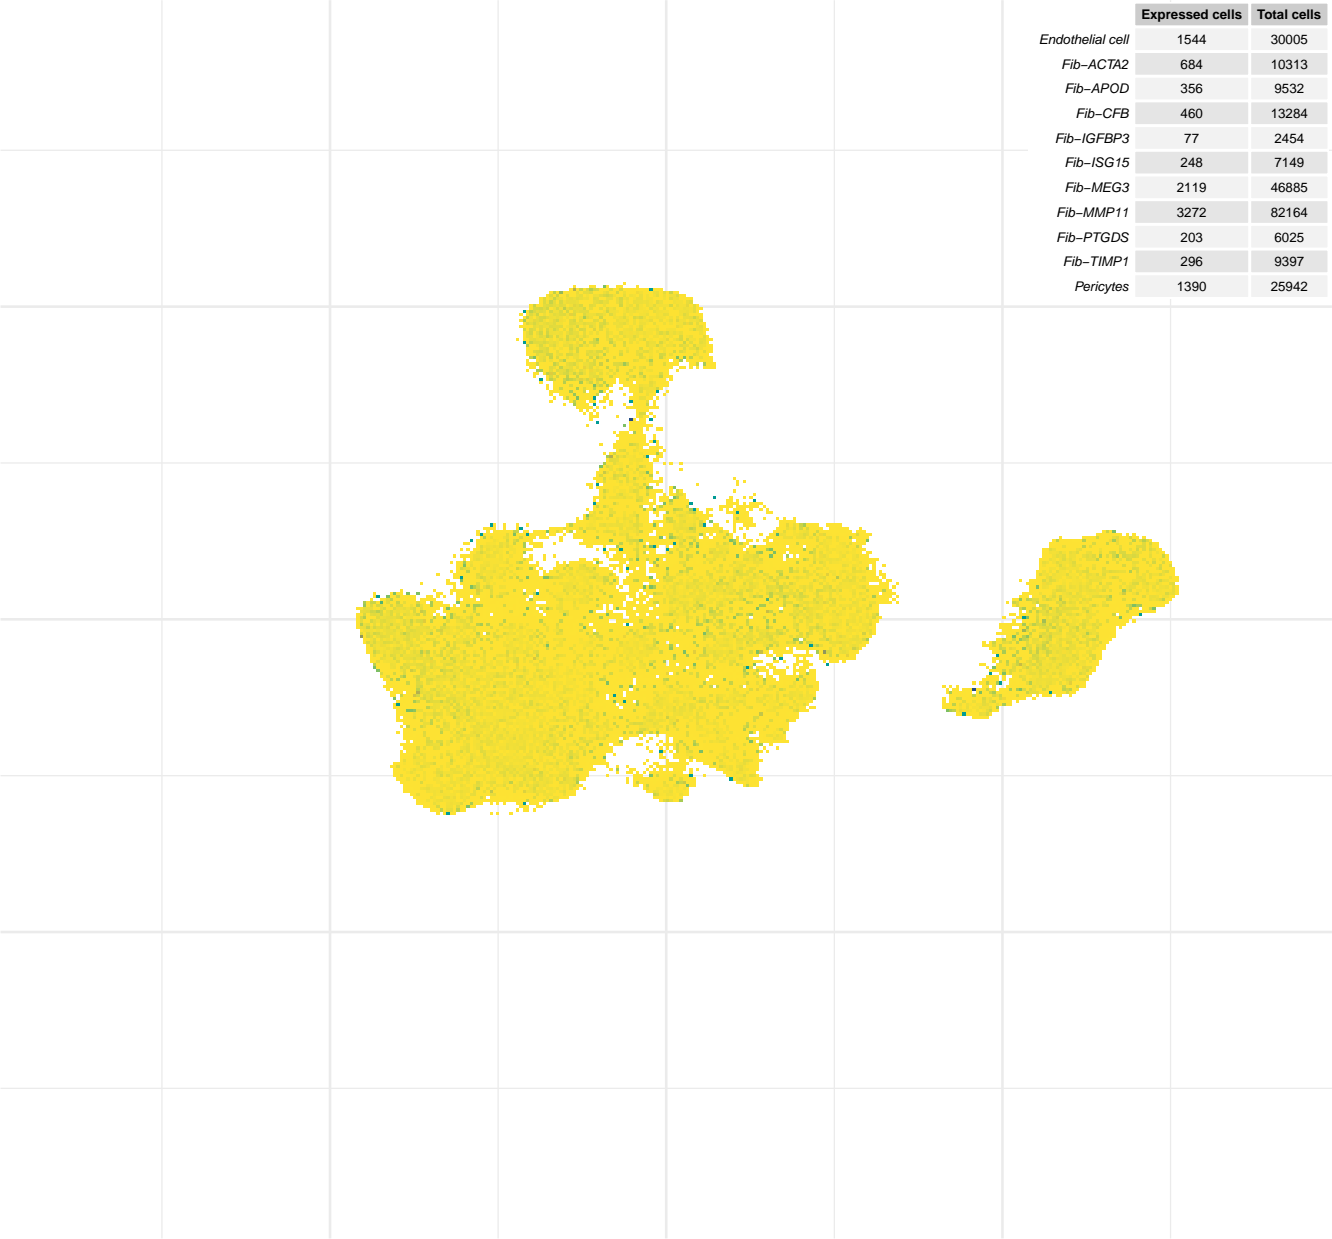 Expressed cells Total cells
Endothelial cell 1544 30005
Fib−ACTA2 684 10313
Fib−APOD 356 9532
Fib−CFB 460 13284
Fib−IGFBP3 77 2454
Fib−ISG15 248 7149
Fib−MEG3 2119 46885
Fib−MMP11 3272 82164
Fib−PTGDS 203 6025
Fib−TIMP1 296 9397
Pericytes 1390 25942